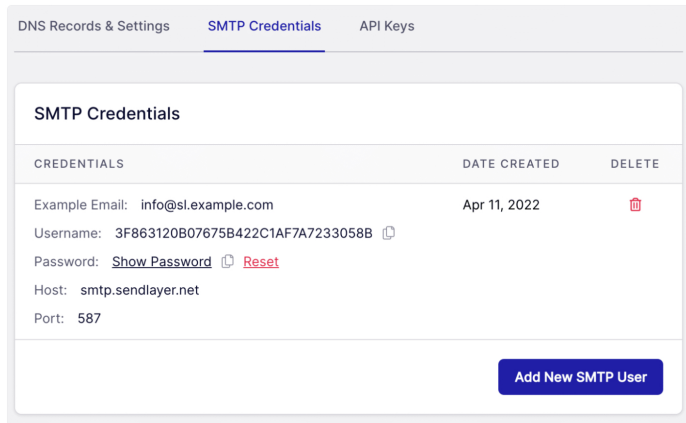 DNS Records & Settings SMTP Credentials API Keys
SMTP Credentials
CREDENTIALS DATE CREATED DELETE
Example Email: info@sl.example.com Apr 11, 2022
Username: 3F863120B07675B422C1AF7A7233058B
Password: Show Password Reset
Host: smtp.sendlayer.net
Port: 587
Add New SMTP User